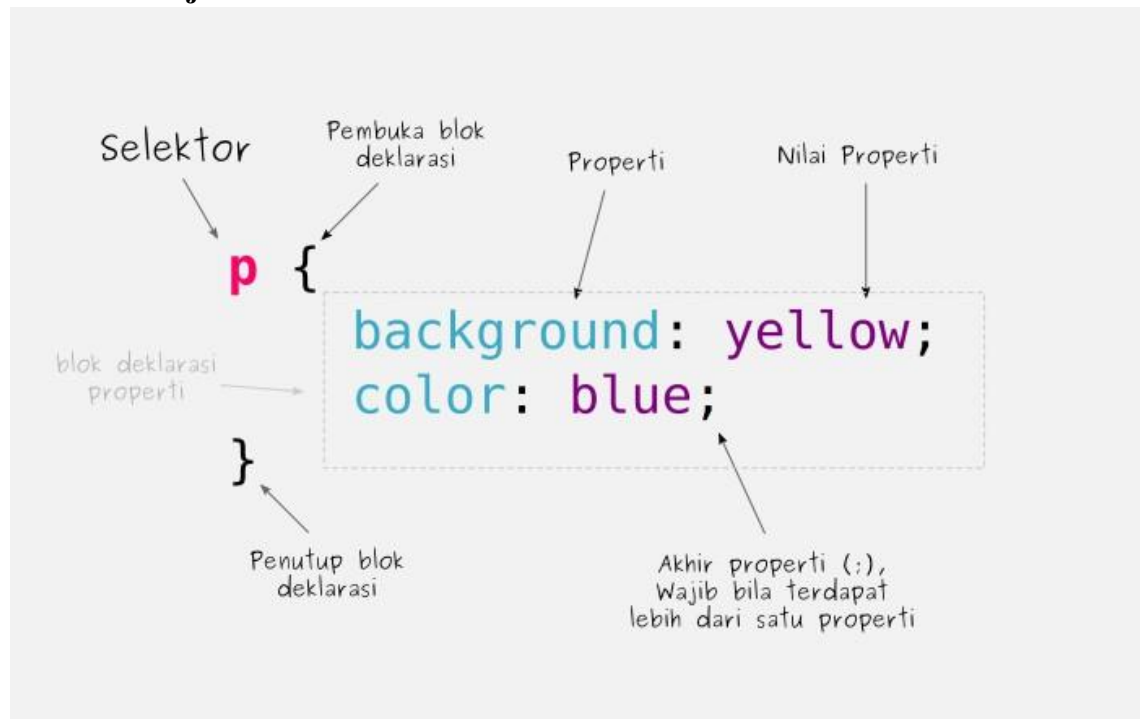 Selektor
Pembuka blok
deklarasi
Properti
Nilai Properti
p {
background: yellow;
blok deklarasi
properti
color: blue;
}
Penutup blok
deklarasi
Akhir properti (;),
Wajib bila terdapat
lebih dari satu properti